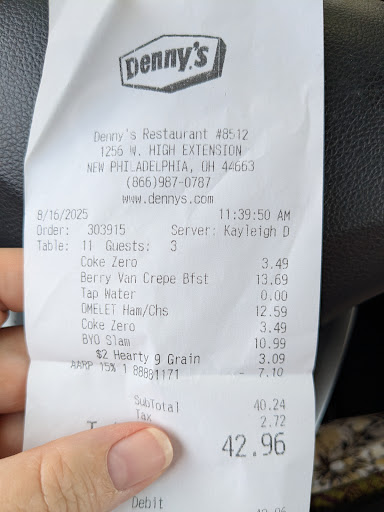 Denny's
Denny's Restaurant #8512
1256 W. HIGH EXTENSION
NEW PHILADELPHIA, OH 44663
(866)987-0787
www.dennys.com
8/16/2025 11:39:50 AM
Order: 303915 Server: Kayleigh D
Table: 11 Guests: 3
Coke Zero 3.49
Berry Van Crepe Bfst 13.69
Tap Water 0.00
OMELET Ham/Chs 12.59
Coke Zero 3.49
BYO Slam 10.99
$2 Hearty 9 Grain 3.09
AARP 15% 1 88891171 - 7.10
SubTotal 40.24
Tax 2.72
42.96
Debit